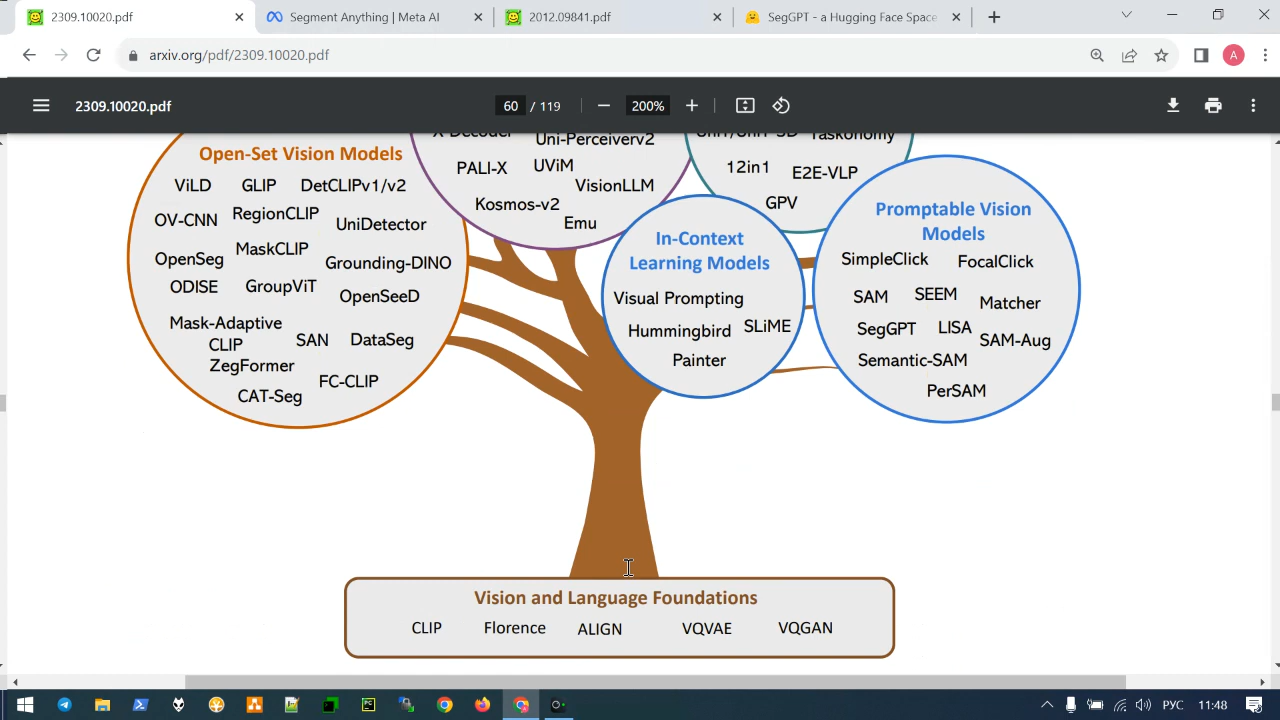 2309.10020.pdf
Segment Anything | Meta AI
2012.09841.pdf
SegGPT - a Hugging Face Space
arxiv.org/pdf/2309.10020.pdf
A
2309.10020.pdf
60 / 119
200%
X-Decoder
Uni-Perceiverv2
PALI-X
UViM
VisionLLM
Kosmos-v2
Emu
Taskonomy
12in1
E2E-VLP
GPV
Open-Set Vision Models
ViLD GLIP DetCLIPv1/v2
OV-CNN RegionCLIP UniDetector
OpenSeg MaskCLIP Grounding-DINO
ODISE GroupViT OpenSeeD
Mask-Adaptive
CLIP SAN DataSeg
ZegFormer
FC-CLIP
CAT-Seg
In-Context
Learning Models
Visual Prompting
Hummingbird SLiME
Painter
Promptable Vision
Models
SimpleClick FocalClick
SAM SEEM Matcher
SegGPT LISA SAM-Aug
Semantic-SAM
PerSAM
Vision and Language Foundations
CLIP Florence ALIGN VQVAE VQGAN
PC
РУС
11:48